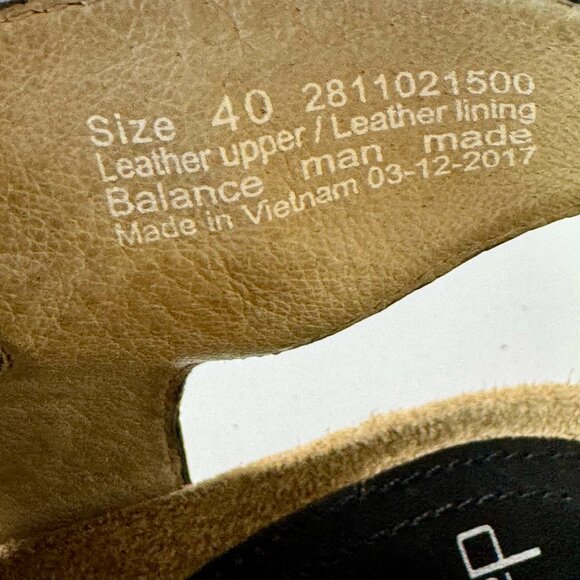 Size 40 2811021500
Leather upper / Leather lining
Balance man made
Made in Vietnam 03-12-2017